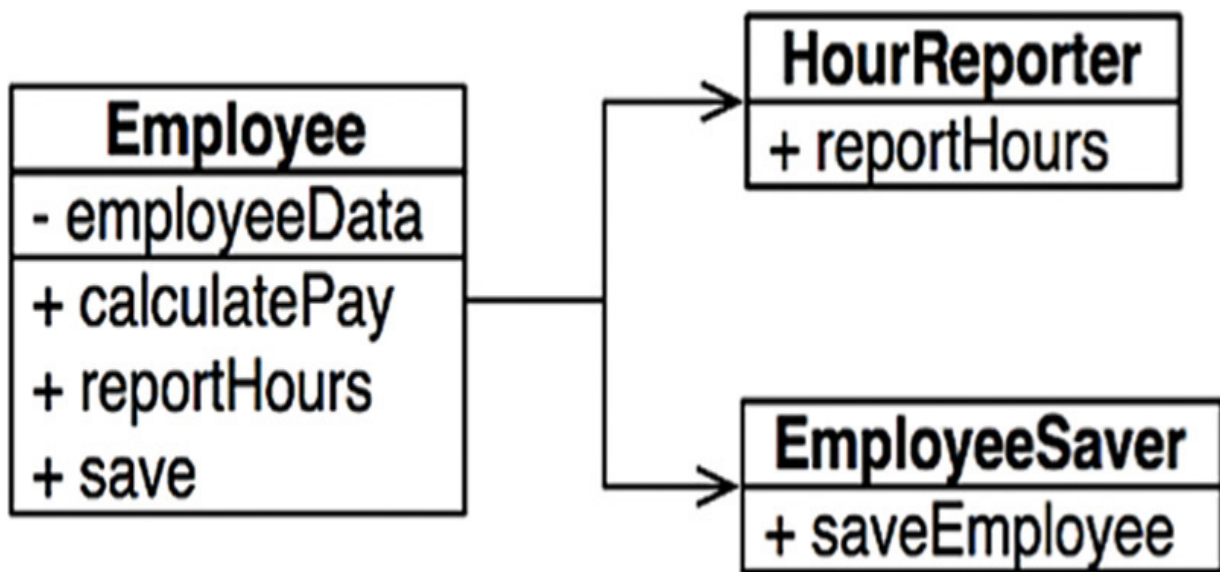 Employee
- employeeData
+ calculatePay
+ reportHours
+ save
HourReporter
+ reportHours
EmployeeSaver
+ saveEmployee